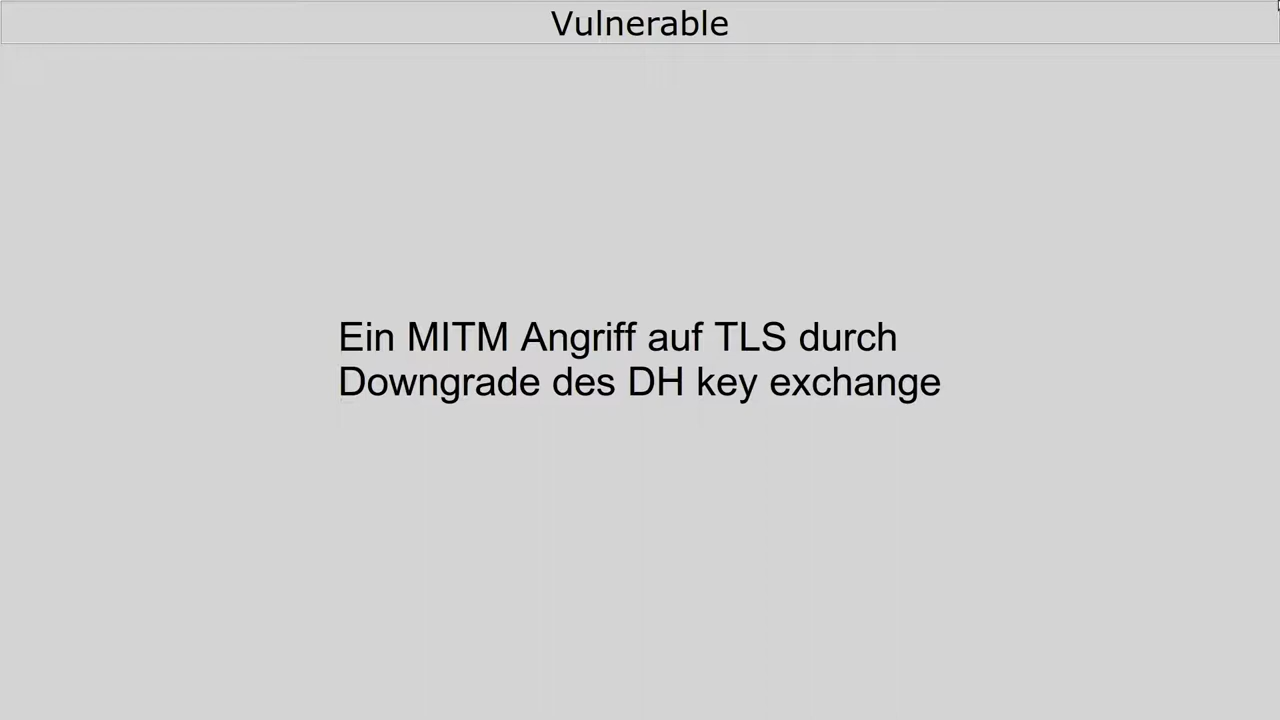 Vulnerable
Ein MITM Angriff auf TLS durch
Downgrade des DH key exchange